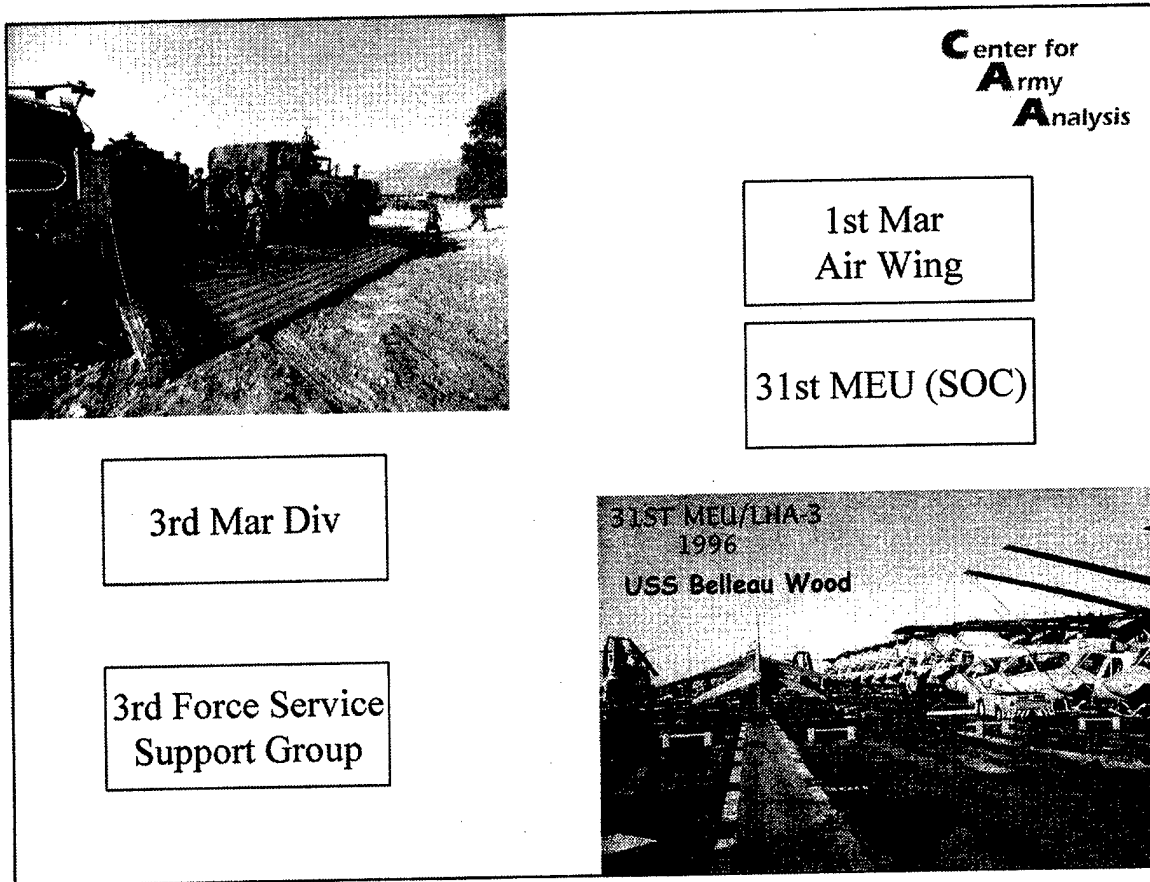 Center for
Army
Analysis
1st Mar
Air Wing
31st MEU (SOC)
3rd Mar Div
31ST MEU/LHA-3
1996
USS Belleau Wood
3rd Force Service
Support Group